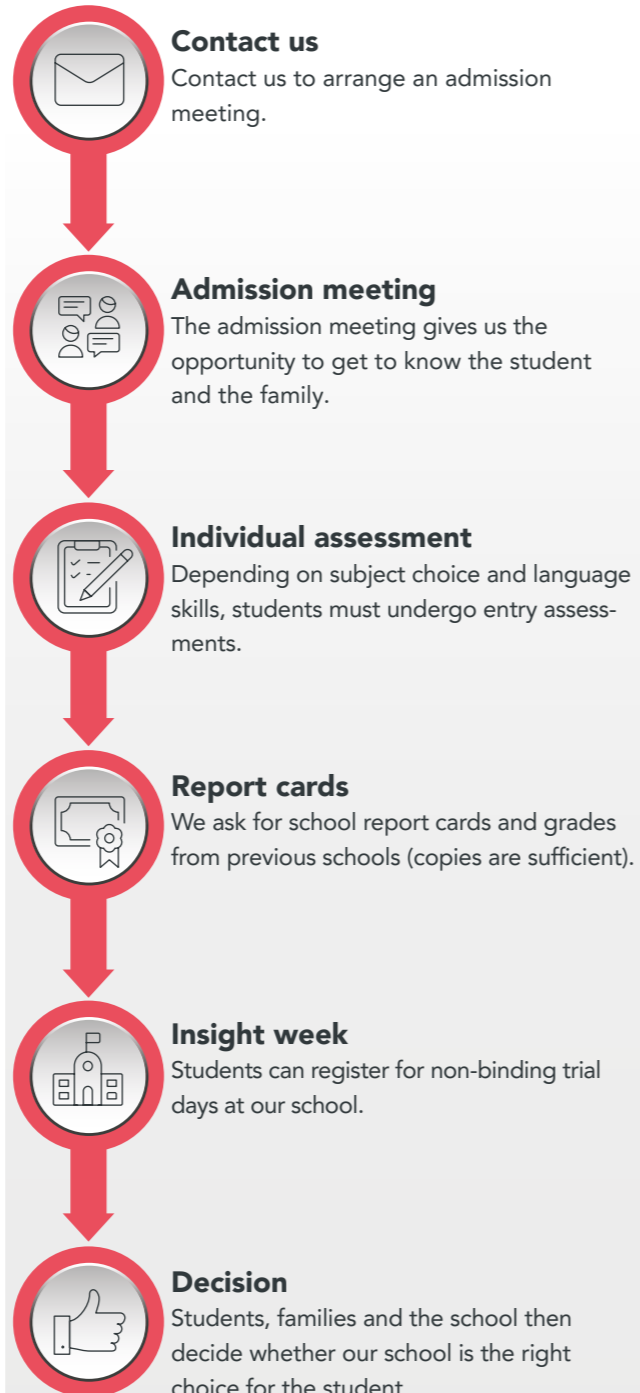 Contact us
Contact us to arrange an admission
meeting.
Admission meeting
The admission meeting gives us the
opportunity to get to know the student
and the family.
Individual assessment
Depending on subject choice and language
skills, students must undergo entry assess-
ments.
Report cards
We ask for school report cards and grades
from previous schools (copies are sufficient).
Insight week
Students can register for non-binding trial
days at our school.
Decision
Students, families and the school then
decide whether our school is the right
choice for the student